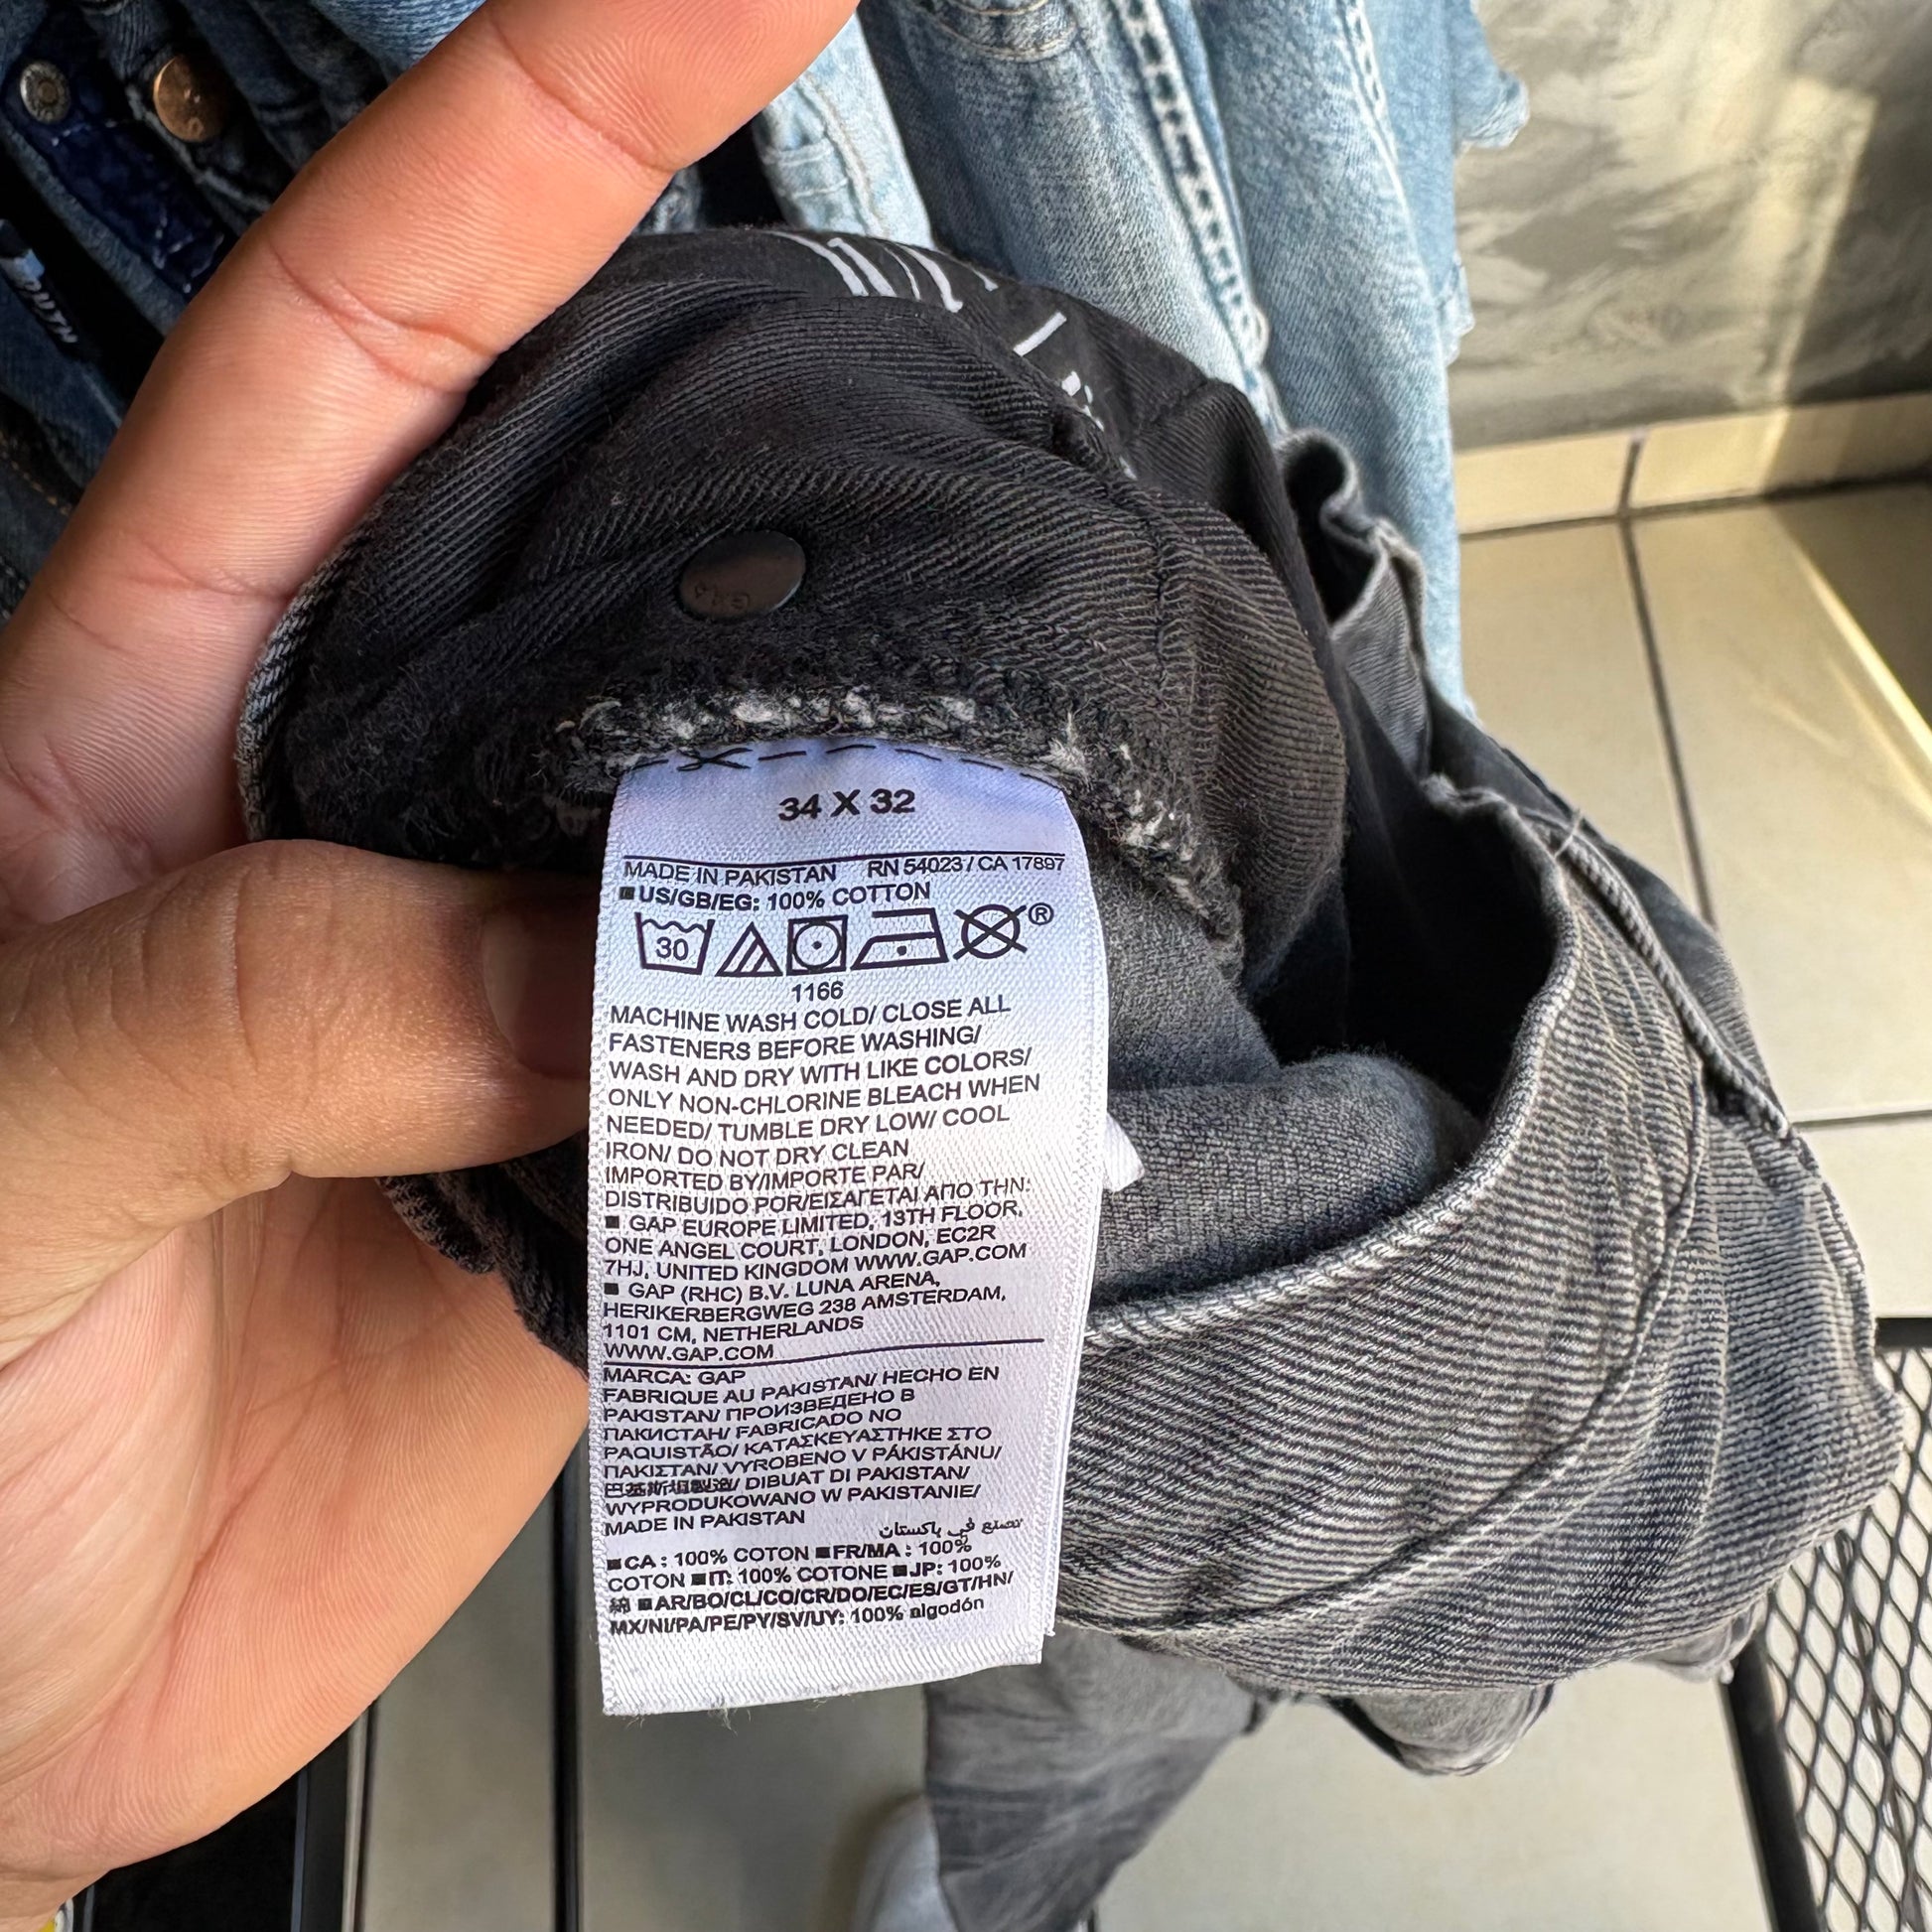 34 X 32
MADE IN PAKISTAN RN 54023 / CA 17897
■ US/GB/EG: 100% COTTON
30 ®
1166
MACHINE WASH COLD/ CLOSE ALL
FASTENERS BEFORE WASHING/
WASH AND DRY WITH LIKE COLORS/
ONLY NON-CHLORINE BLEACH WHEN
NEEDED/ TUMBLE DRY LOW/ COOL
IRON/ DO NOT DRY CLEAN
IMPORTED BY/IMPORTE PAR/
DISTRIBUIDO POR/ΕΙΣΑΓΕΤΑΙ ΑΠΟ ΤΗΝ:
■ GAP EUROPE LIMITED, 13TH FLOOR,
ONE ANGEL COURT, LONDON, EC2R
7HJ, UNITED KINGDOM WWW.GAP.COM
■ GAP (RHC) B.V. LUNA ARENA,
HERIKERBERGWEG 238 AMSTERDAM,
1101 CM, NETHERLANDS
WWW.GAP.COM
MARCA: GAP
FABRIQUE AU PAKISTAN/ HECHO EN
PAKISTAN/ ПРОИЗВЕДЕНО В
ПАКИСТАН/ FABRICADO NO
PAQUISTÃO/ ΚΑΤΑΣΚΕΥΑΣΤΗΚΕ ΣΤΟ
ΠΑΚΙΣΤΑΝ/ VYROBENO V PÁKISTÁNU/
巴基斯坦製造/ DIBUAT DI PAKISTAN/
WYPRODUKOWANO W PAKISTANIE/
MADE IN PAKISTAN
تصنع في باكستان
■ CA : 100% COTON ■ FR/MA : 100%
COTON ■ IT: 100% COTONE ■ JP: 100%
綿 ■ AR/BO/CL/CO/CR/DO/EC/ES/GT/HN/
MX/NI/PA/PE/PY/SV/UY: 100% algodón